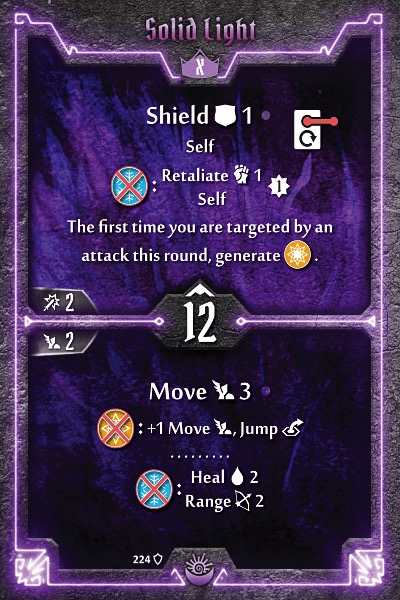 Solid Light
X
Shield 1
Self
: Retaliate 1
1
Self
The first time you are targeted by an
attack this round, generate .
2
12
2
Move 3
: +1 Move , Jump
.........
: Heal 2
Range 2
224